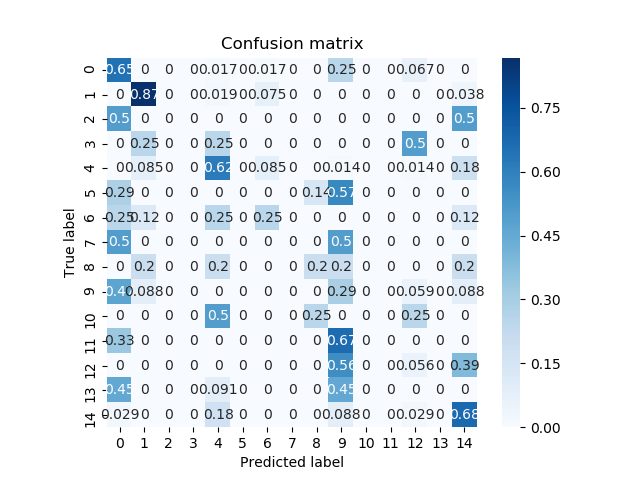 Confusion matrix
0 0.65 0 0 0 0.017 0 0.017 0 0 0.25 0 0 0.067 0 0
1 0 0.87 0 0 0.019 0 0.075 0 0 0 0 0 0 0 0.038
2 0.5 0 0 0 0 0 0 0 0 0 0 0 0 0 0.5
3 0 0.25 0 0 0.25 0 0 0 0 0 0 0 0.5 0 0
4 0 0.085 0 0 0.62 0 0.085 0 0 0.014 0 0 0.014 0 0.18
5 0.29 0 0 0 0 0 0 0 0.14 0.57 0 0 0 0 0
6 0.25 0.12 0 0 0.25 0 0.25 0 0 0 0 0 0 0 0.12
7 0.5 0 0 0 0 0 0 0 0 0.5 0 0 0 0 0
8 0 0.2 0 0 0.2 0 0 0 0.2 0.2 0 0 0 0 0.2
9 0.088 0 0 0 0 0 0 0 0.29 0 0 0.059 0 0.088
10 0 0 0 0 0.5 0 0 0 0.25 0 0 0 0.25 0 0
11 0.33 0 0 0 0 0 0 0 0 0.67 0 0 0 0 0
12 0 0 0 0 0 0 0 0 0 0.56 0 0 0.056 0 0.39
13 0.45 0 0 0 0.091 0 0 0 0 0.45 0 0 0 0 0
14 0.029 0 0 0 0.18 0 0 0 0 0.088 0 0 0.029 0 0.68
0 1 2 3 4 5 6 7 8 9 10 11 12 13 14
Predicted label
True label
0.75
0.60
0.45
0.30
0.15
0.00